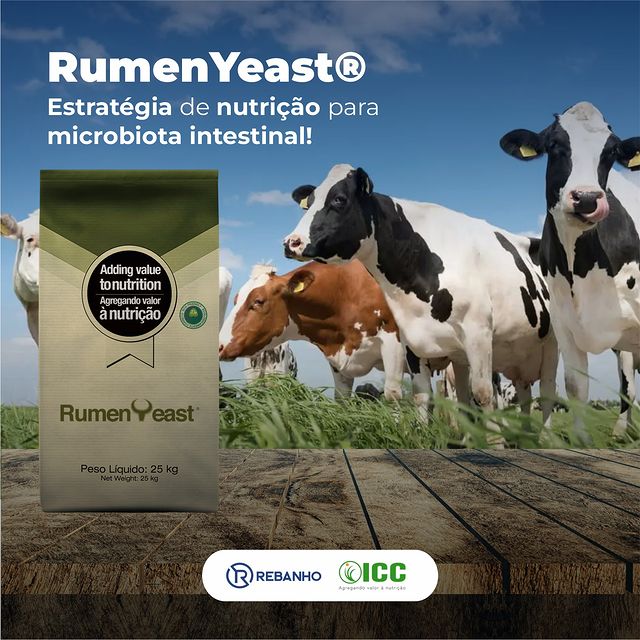 RumenYeast®
Estratégia de nutrição para
microbiota intestinal!
Adding value
to nutrition
Agregando valor
à nutrição
RumenYeast®
Peso Líquido: 25 kg
Net Weight: 25 kg
REBANHO
ICC
Agregando valor à nutrição